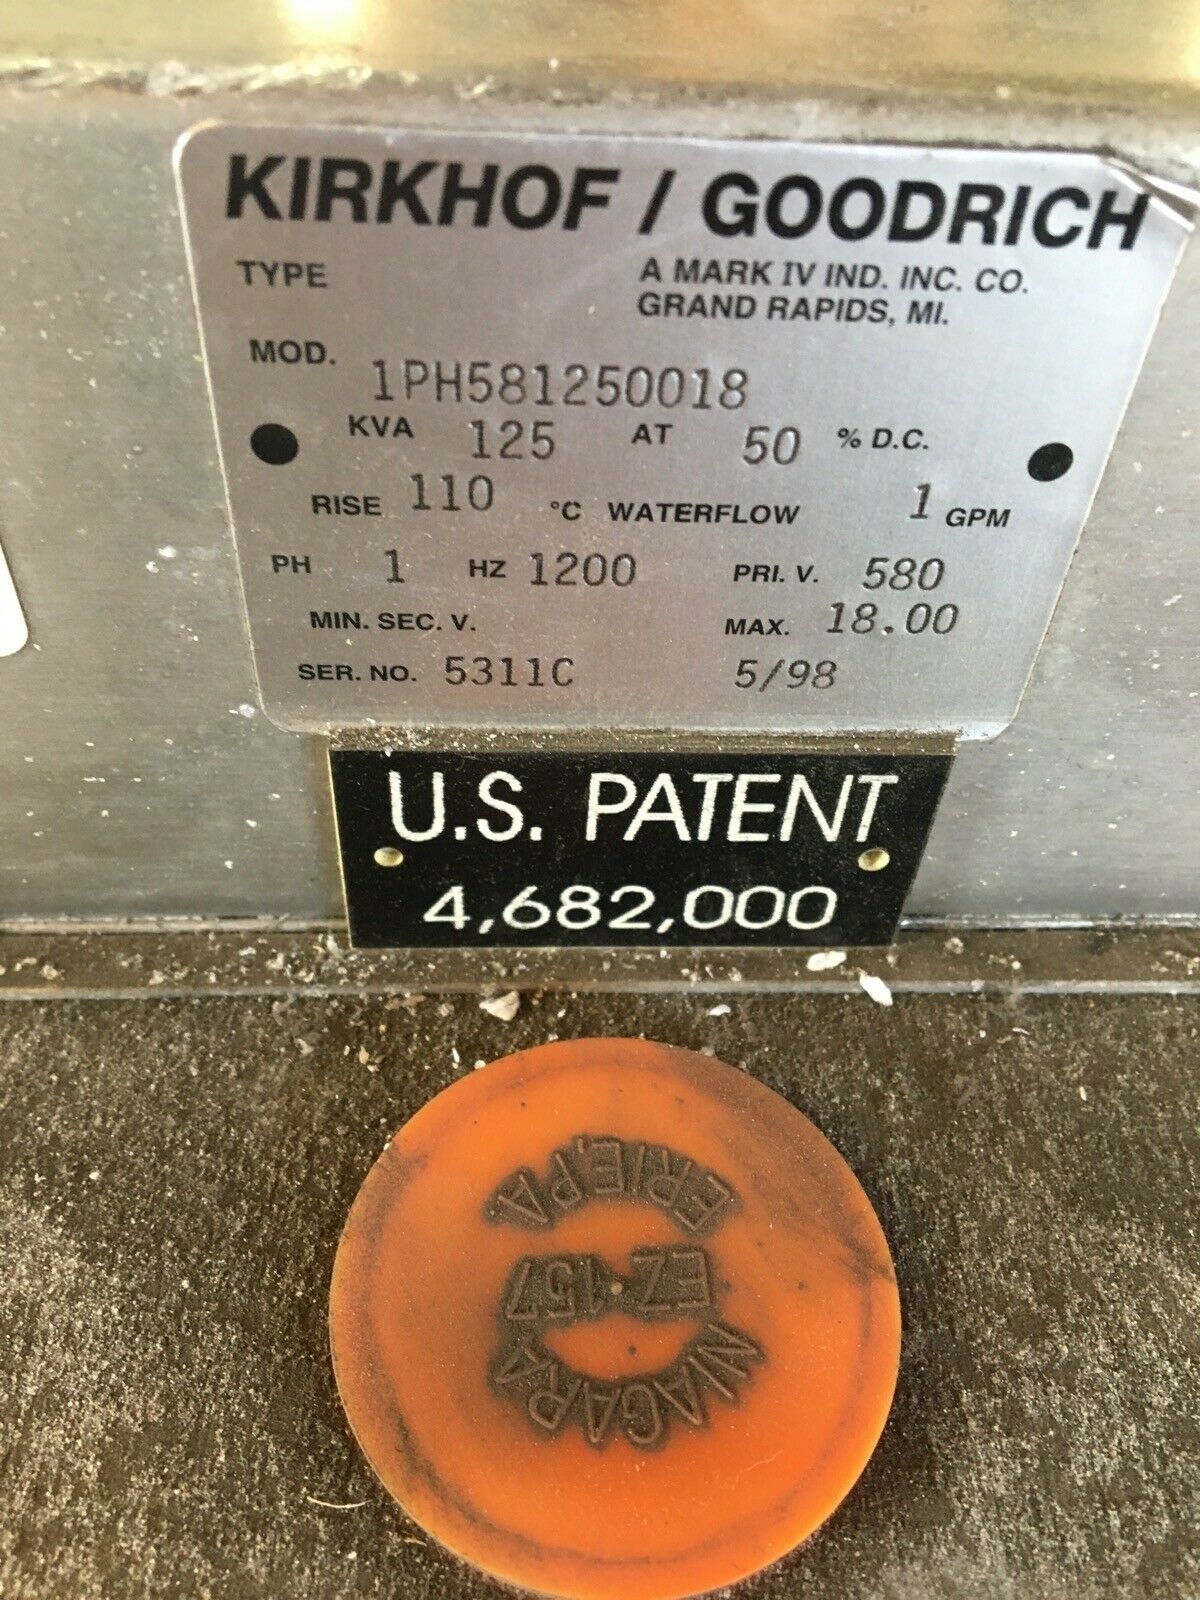 KIRKHOF / GOODRICH
TYPE A MARK IV IND. INC. CO.
GRAND RAPIDS, MI.
MOD. 1PH581250018
KVA 125 AT 50 % D.C.
RISE 110 °C WATERFLOW 1 GPM
PH 1 HZ 1200 PRI. V. 580
MIN. SEC. V. MAX. 18.00
SER. NO. 5311C 5/98
U.S. PATENT
4,682,000
NIAGARA
EZ 157
ERIE, PA.